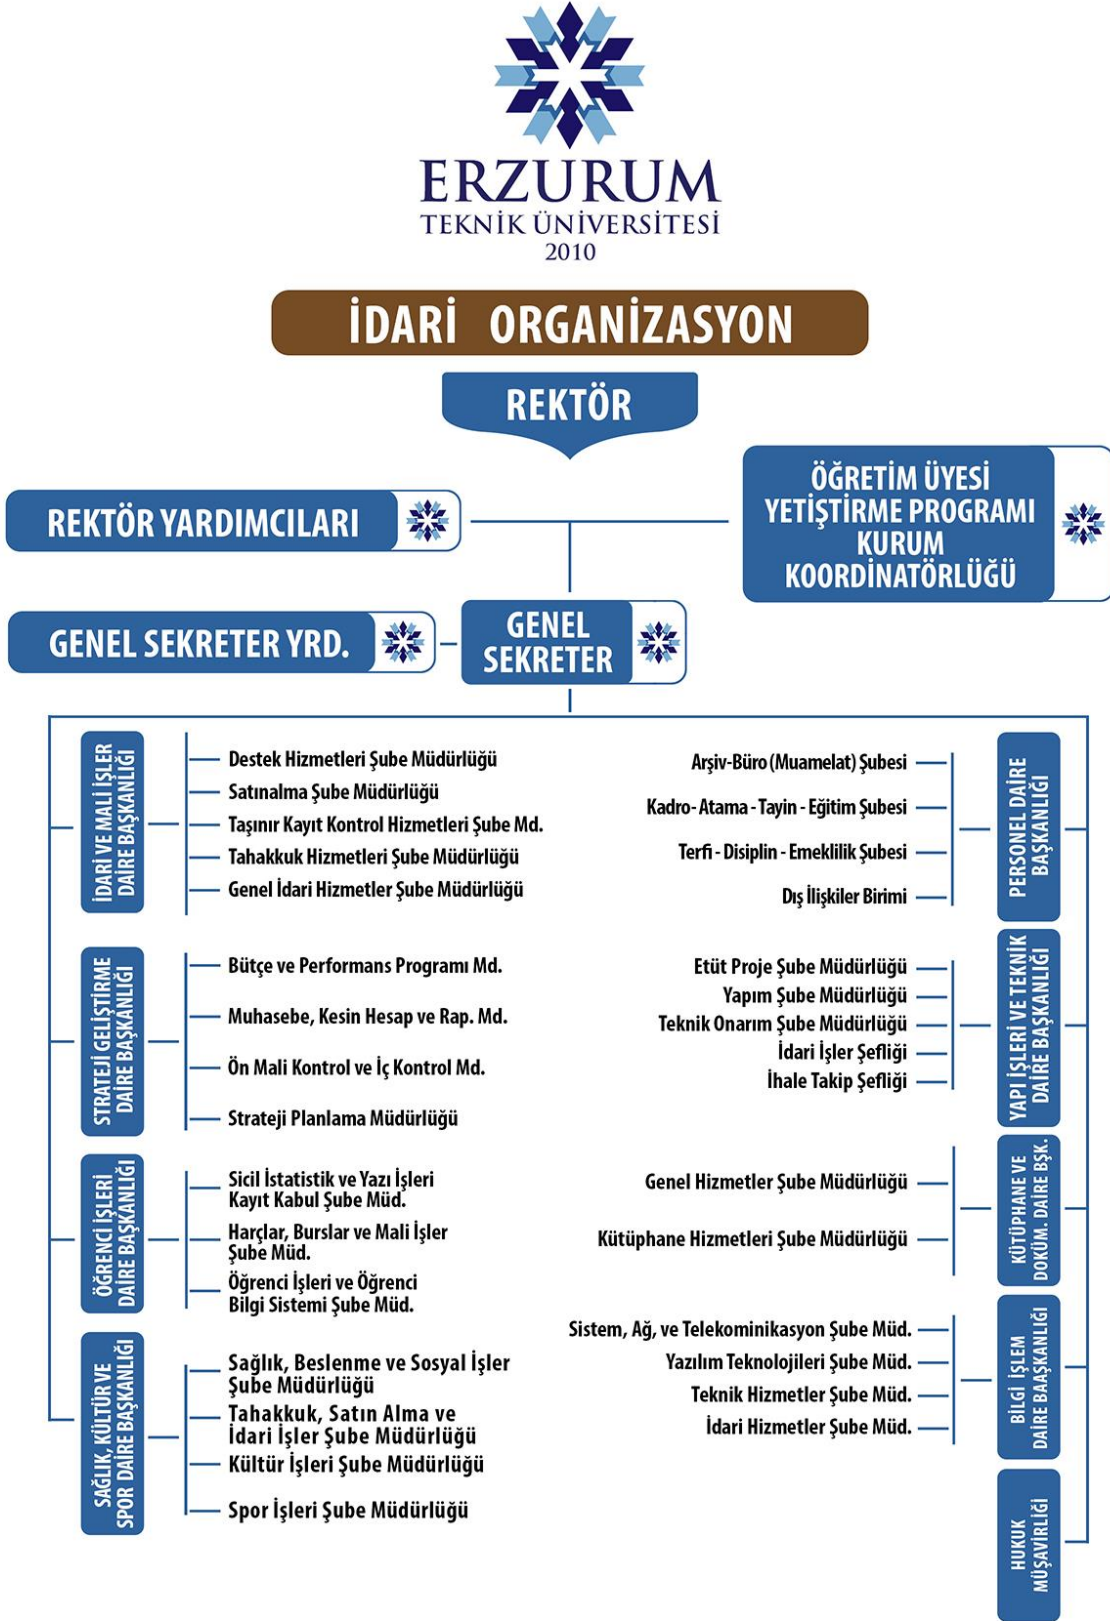 ERZURUM
TEKNİK ÜNİVERSİTESİ
2010
İDARİ ORGANİZASYON
REKTÖR
REKTÖR YARDIMCILARI
ÖĞRETİM ÜYESİ
YETİŞTİRME PROGRAMI
KURUM
KOORDİNATÖRLÜĞÜ
GENEL SEKRETER YRD.
GENEL
SEKRETER
İDARİ VE MALİ İŞLER
DAİRE BAŞKANLIĞI
Destek Hizmetleri Şube Müdürlüğü
Satınalma Şube Müdürlüğü
Taşınır Kayıt Kontrol Hizmetleri Şube Md.
Tahakkuk Hizmetleri Şube Müdürlüğü
Genel İdari Hizmetler Şube Müdürlüğü
STRATEJİ GELİŞTİRME
DAİRE BAŞKANLIĞI
Bütçe ve Performans Programı Md.
Muhasebe, Kesin Hesap ve Rap. Md.
Ön Mali Kontrol ve İç Kontrol Md.
Strateji Planlama Müdürlüğü
ÖĞRENCİ İŞLERİ
DAİRE BAŞKANLIĞI
Sicil İstatistik ve Yazı İşleri
Kayıt Kabul Şube Müd.
Harçlar, Burslar ve Mali İşler
Şube Müd.
Öğrenci İşleri ve Öğrenci
Bilgi Sistemi Şube Müd.
SAĞLIK, KÜLTÜR VE
SPOR DAİRE BAŞKANLIĞI
Sağlık, Beslenme ve Sosyal İşler
Şube Müdürlüğü
Tahakkuk, Satın Alma ve
İdari İşler Şube Müdürlüğü
Kültür İşleri Şube Müdürlüğü
Spor İşleri Şube Müdürlüğü
PERSONEL DAİRE
BAŞKANLIĞI
Arşiv-Büro (Muamelat) Şubesi
Kadro- Atama - Tayin - Eğitim Şubesi
Terfi - Disiplin - Emeklilik Şubesi
Dış İlişkiler Birimi
YAPI İŞLERİ VE TEKNİK
DAİRE BAŞKANLIĞI
Etüt Proje Şube Müdürlüğü
Yapım Şube Müdürlüğü
Teknik Onarım Şube Müdürlüğü
İdari İşler Şefliği
İhale Takip Şefliği
KÜTÜPHANE VE
DOKÜM. DAİRE BŞK.
Genel Hizmetler Şube Müdürlüğü
Kütüphane Hizmetleri Şube Müdürlüğü
BİLGİ İŞLEM
DAİRE BAAŞKANLIĞI
Sistem, Ağ, ve Telekominikasyon Şube Müd.
Yazılım Teknolojileri Şube Müd.
Teknik Hizmetler Şube Müd.
İdari Hizmetler Şube Müd.
HUKUK
MÜŞAVİRLİĞİ